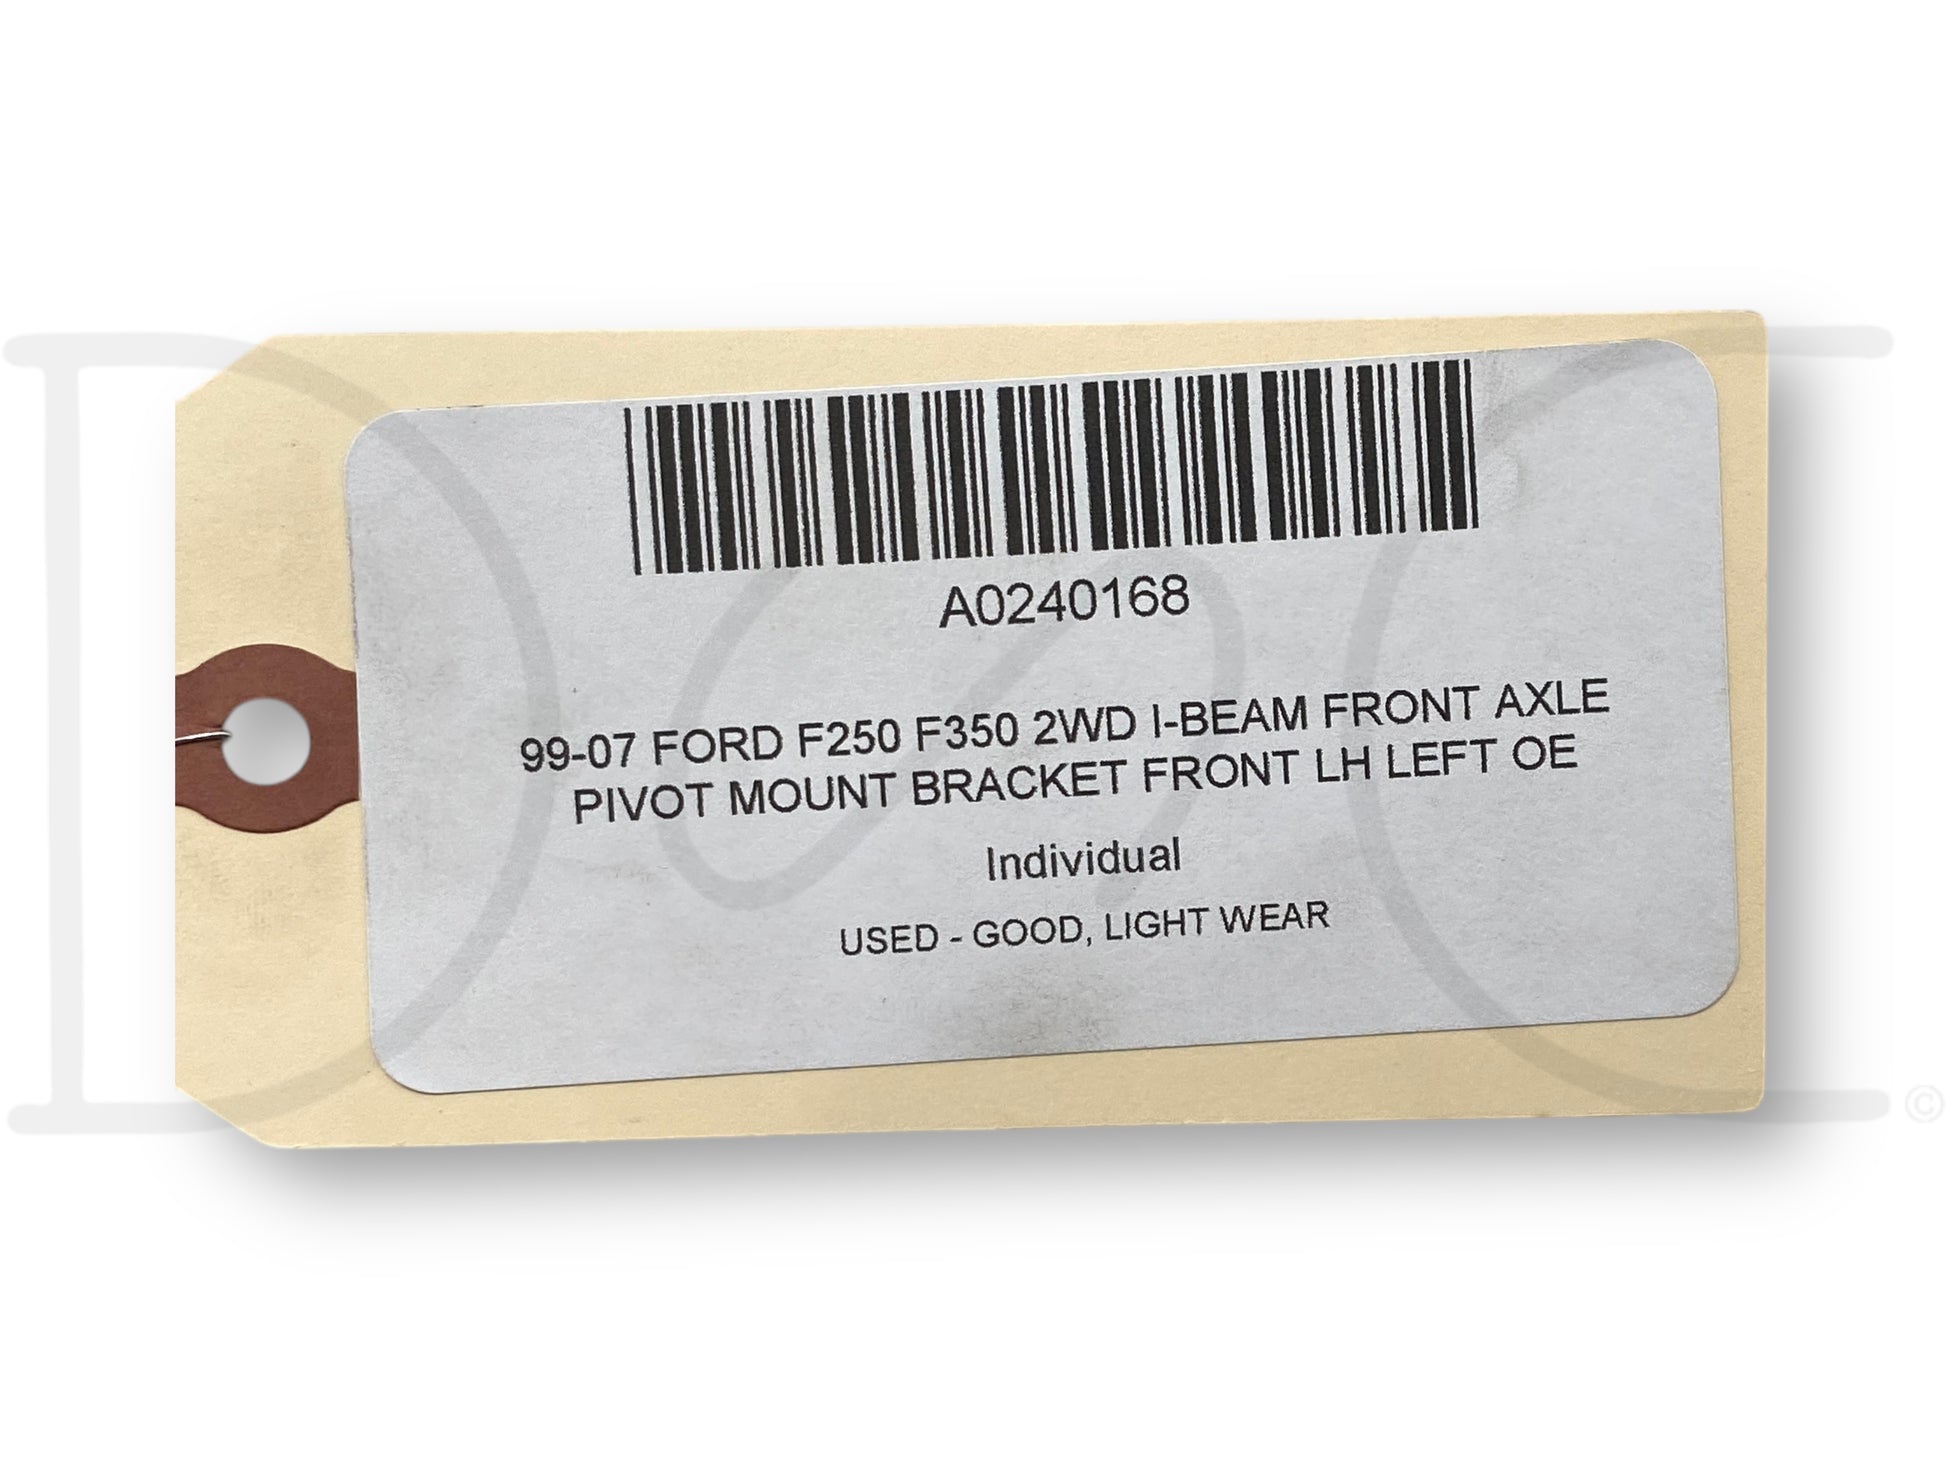 A0240168
99-07 FORD F250 F350 2WD I-BEAM FRONT AXLE
PIVOT MOUNT BRACKET FRONT LH LEFT OE
Individual
USED - GOOD, LIGHT WEAR
©